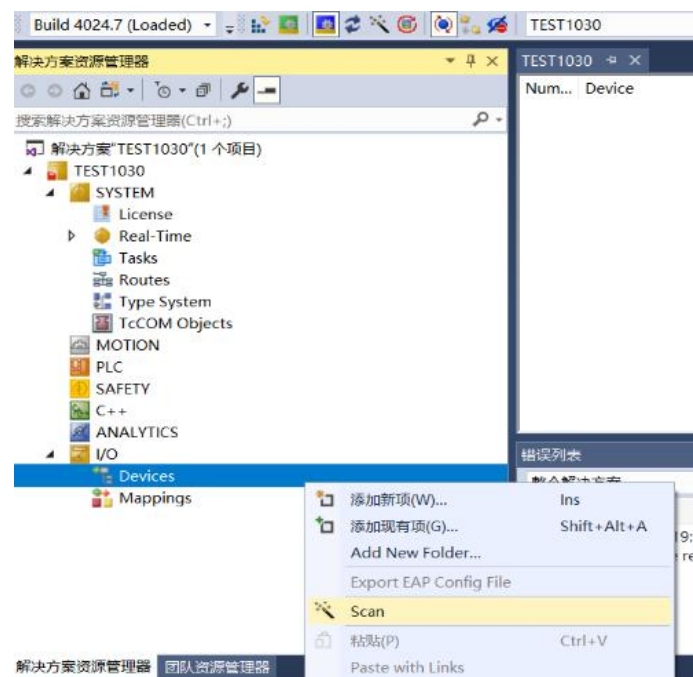 Build 4024.7 (Loaded)
TEST1030
解决方案资源管理器
搜索解决方案资源管理器(Ctrl+;)
解决方案"TEST1030"(1 个项目)
TEST1030
SYSTEM
License
Real-Time
Tasks
Routes
Type System
TcCOM Objects
MOTION
PLC
SAFETY
C++
ANALYTICS
I/O
Devices
Mappings
TEST1030
Num... Device
错误列表
添加新项(W)... Ins
添加现有项(G)... Shift+Alt+A
Add New Folder...
Export EAP Config File
Scan
粘贴(P) Ctrl+V
Paste with Links
解决方案资源管理器 团队资源管理器